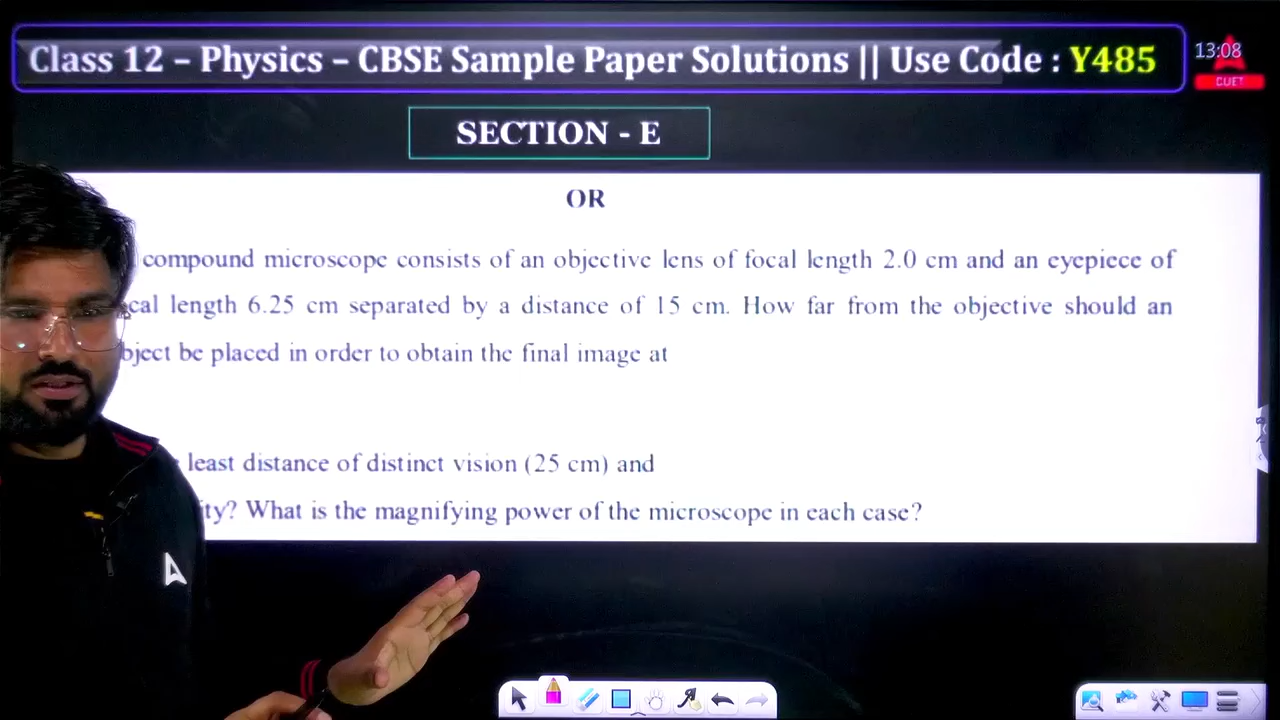 Class 12 – Physics – CBSE Sample Paper Solutions || Use Code : Y485
13:08
CUET
SECTION - E
OR
compound microscope consists of an objective lens of focal length 2.0 cm and an eyepiece of
cal length 6.25 cm separated by a distance of 15 cm. How far from the objective should an
bject be placed in order to obtain the final image at
least distance of distinct vision (25 cm) and
ity? What is the magnifying power of the microscope in each case?